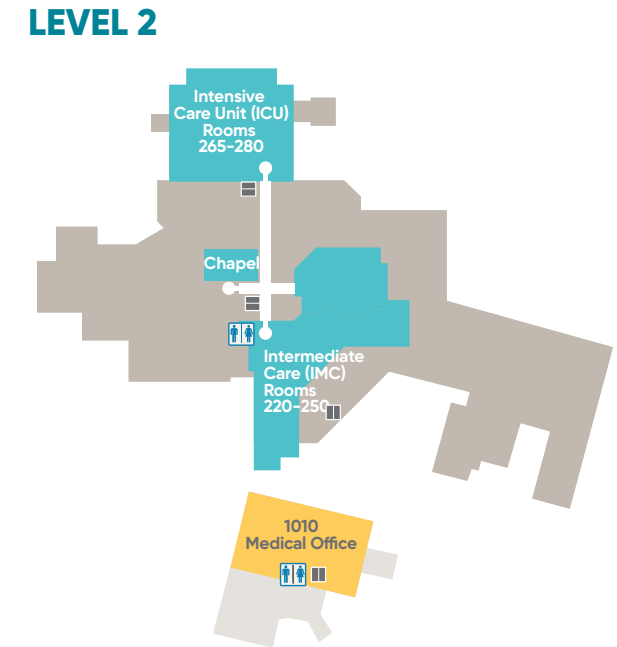 LEVEL 2
Intensive
Care Unit (ICU)
Rooms
265-280
Chapel
Intermediate
Care (IMC)
Rooms
220-250
1010
Medical Office